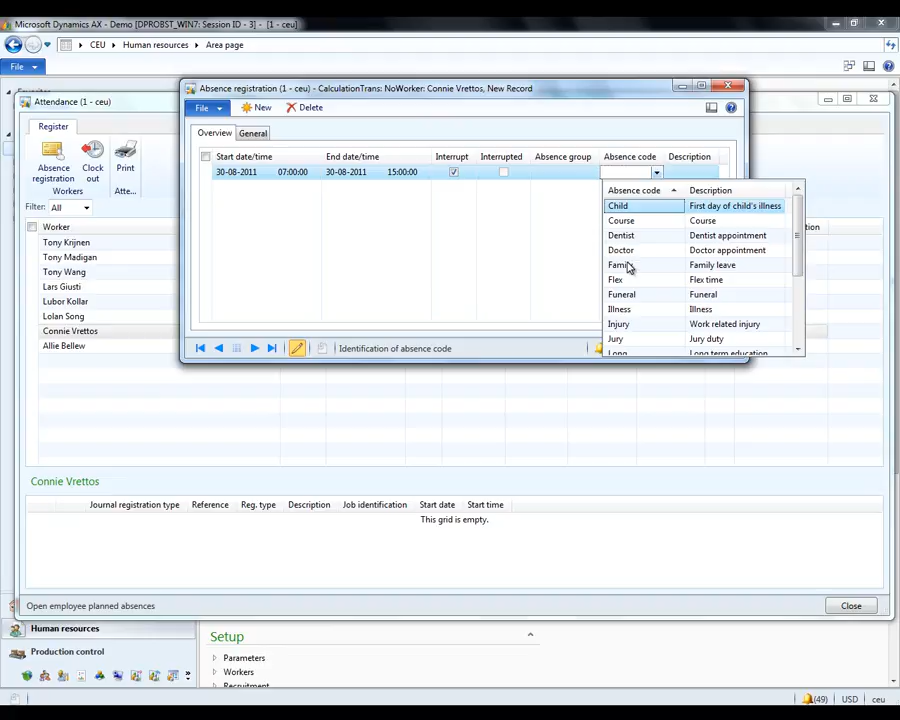 Microsoft Dynamics AX - Demo [DPROBST_WIN7: Session ID - 3] - [1 - ceu]
CEU Human resources Area page
File
Attendance (1 - ceu)
Absence registration (1 - ceu) - CalculationTrans: NoWorker: Connie Vrettos, New Record
File New Delete
Register
Overview General
Absence registration
Clock out
Print
Workers Atte...
Filter: All
Start date/time End date/time Interrupt Interrupted Absence group Absence code Description
30-08-2011 07:00:00 30-08-2011 15:00:00
Absence code Description
Child First day of child's illness
Course Course
Dentist Dentist appointment
Doctor Doctor appointment
Family Family leave
Flex Flex time
Funeral Funeral
Illness Illness
Injury Work related injury
Jury Jury duty
Long Long term education
Identification of absence code
Worker
Tony Krijnen
Tony Madigan
Tony Wang
Lars Giusti
Lubor Kollar
Lolan Song
Connie Vrettos
Allie Bellew
Connie Vrettos
Journal registration type Reference Reg. type Description Job identification Start date Start time
This grid is empty.
Open employee planned absences Close
Human resources
Production control
Setup
Parameters
Workers
Recruitment
(49) USD ceu